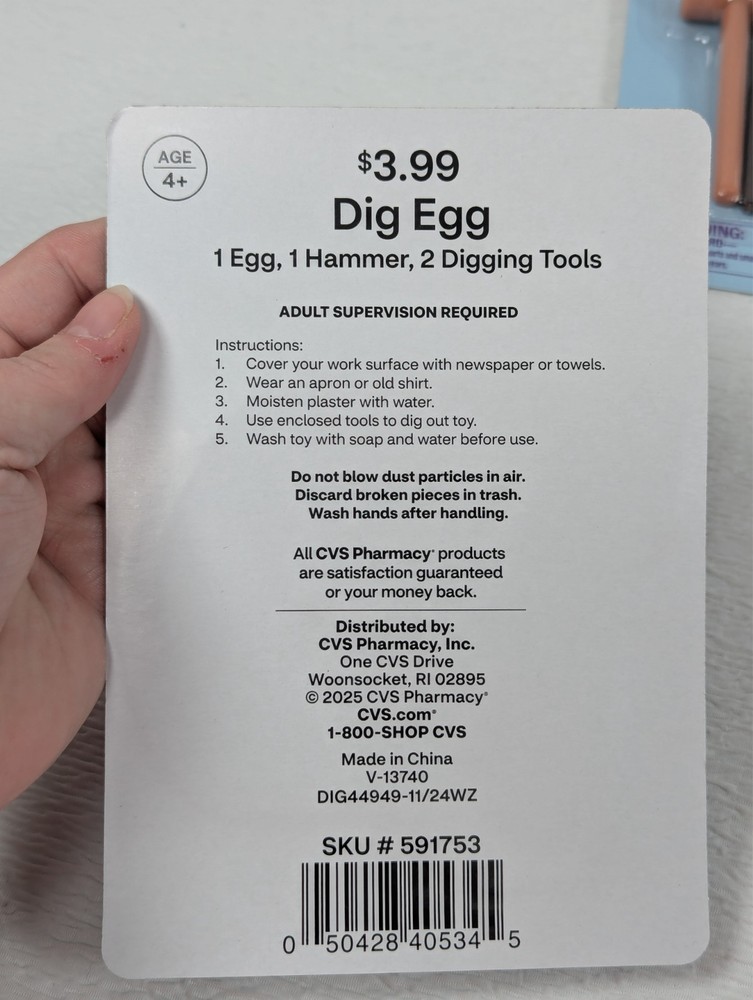 AGE
4+
$3.99
Dig Egg
1 Egg, 1 Hammer, 2 Digging Tools
ADULT SUPERVISION REQUIRED
Instructions:
1. Cover your work surface with newspaper or towels.
2. Wear an apron or old shirt.
3. Moisten plaster with water.
4. Use enclosed tools to dig out toy.
5. Wash toy with soap and water before use.
Do not blow dust particles in air.
Discard broken pieces in trash.
Wash hands after handling.
All CVS Pharmacy® products
are satisfaction guaranteed
or your money back.
Distributed by:
CVS Pharmacy, Inc.
One CVS Drive
Woonsocket, RI 02895
© 2025 CVS Pharmacy®
CVS.com®
1-800-SHOP CVS
Made in China
V-13740
DIG44949-11/24WZ
SKU # 591753
0 50428 40534 5